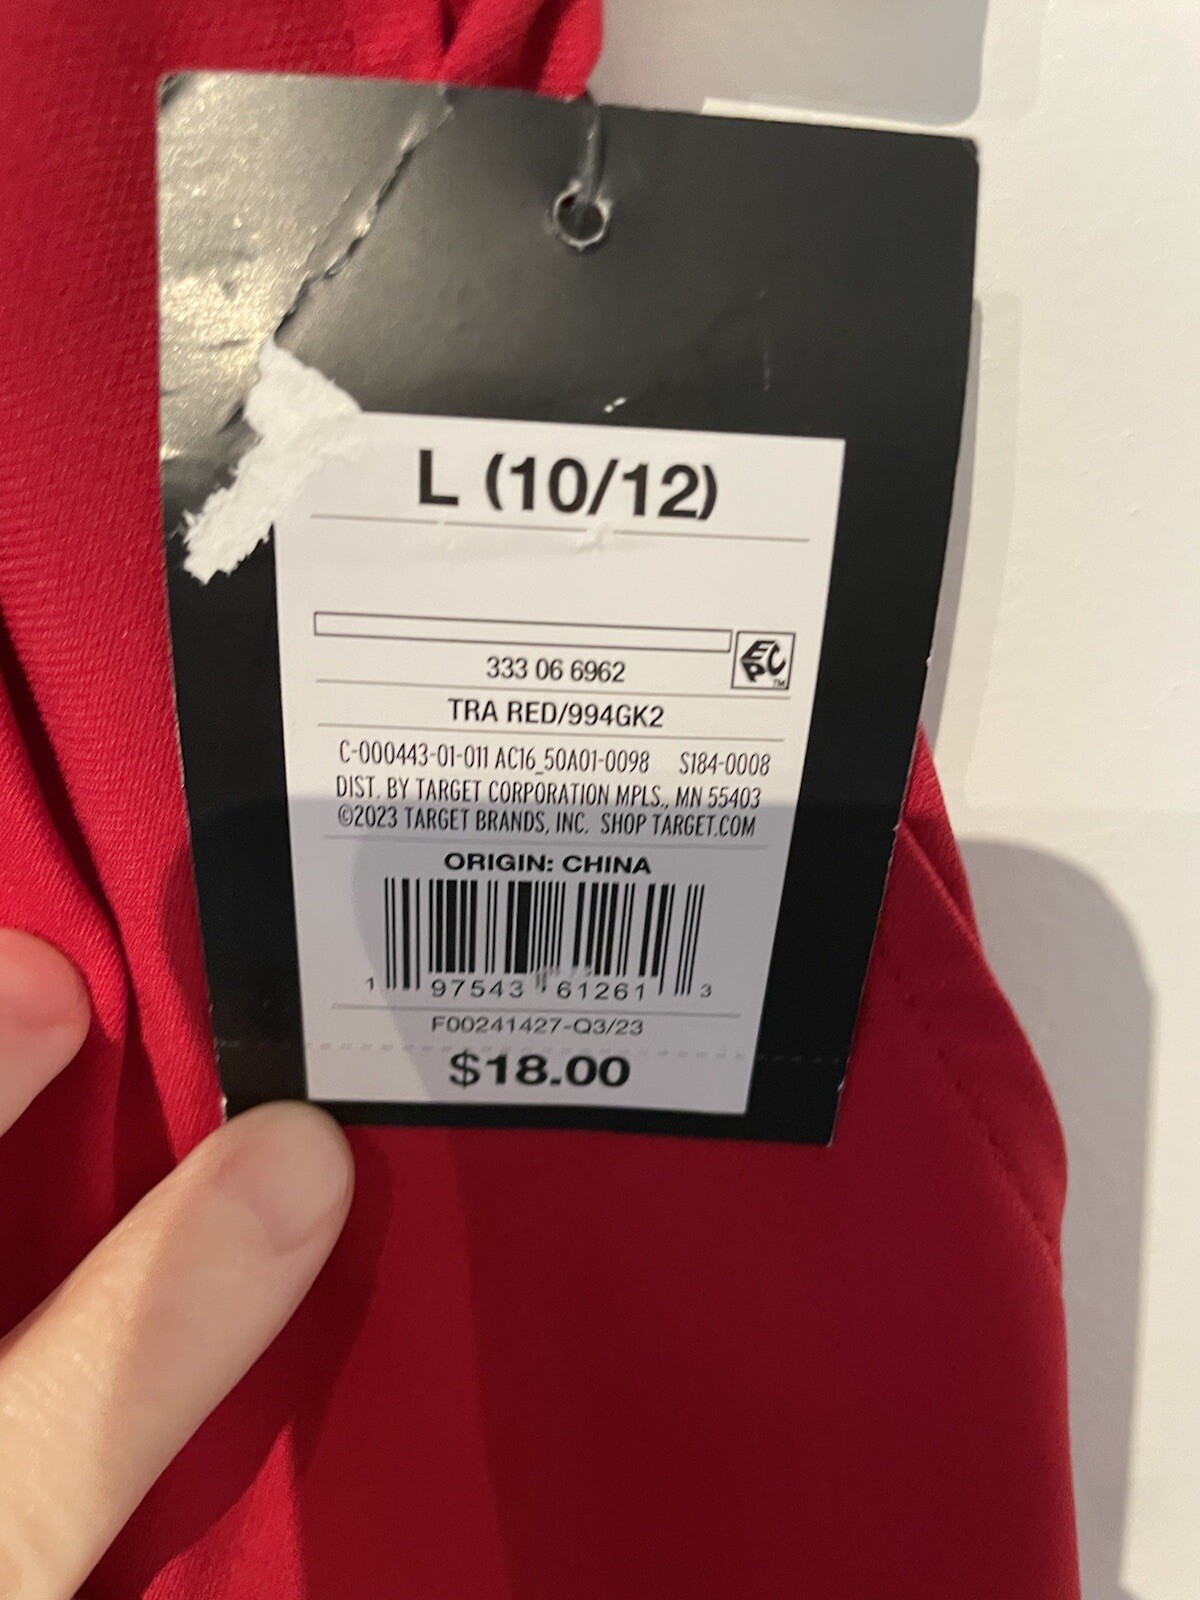 L (10/12)
EPC
TM
333 06 6962
TRA RED/994GK2
C-000443-01-011 AC16_50A01-0098 S184-0008
DIST. BY TARGET CORPORATION MPLS., MN 55403
©2023 TARGET BRANDS, INC. SHOP TARGET.COM
ORIGIN: CHINA
1 97543 61261 3
F00241427-Q3/23
$18.00